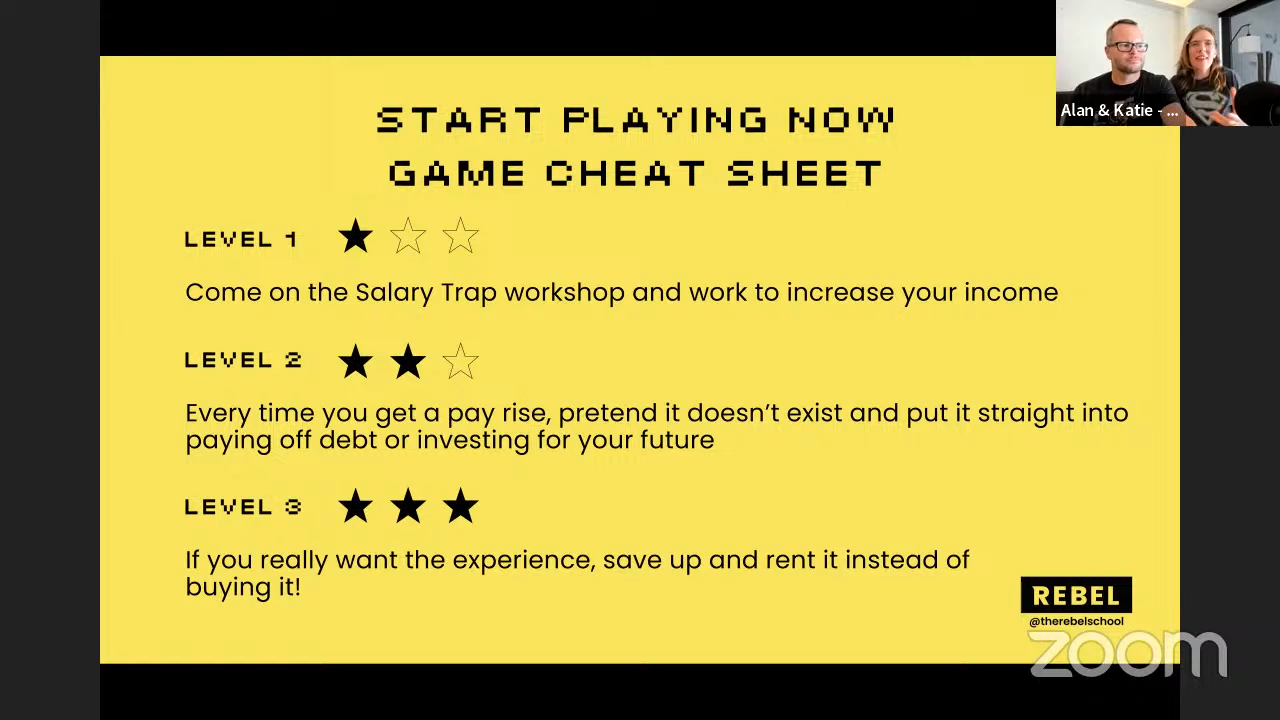 START PLAYING NOW
GAME CHEAT SHEET
LEVEL 1
Come on the Salary Trap workshop and work to increase your income
LEVEL 2
Every time you get a pay rise, pretend it doesn’t exist and put it straight into
paying off debt or investing for your future
LEVEL 3
If you really want the experience, save up and rent it instead of
buying it!
REBEL
@therebelschool
zoom
Alan & Katie - ...